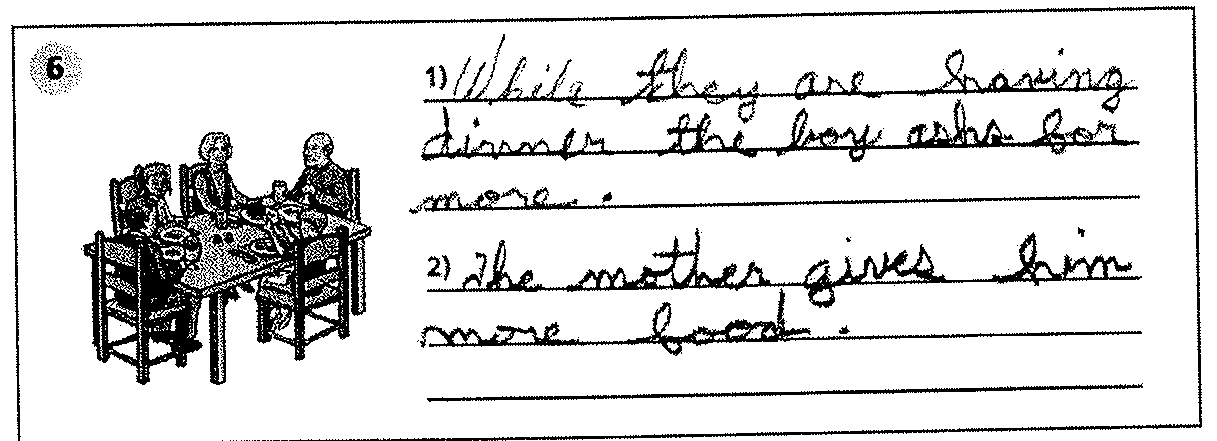 6
1) While they are having
dinner the boy asks for
more.
2) The mother gives him
more food.